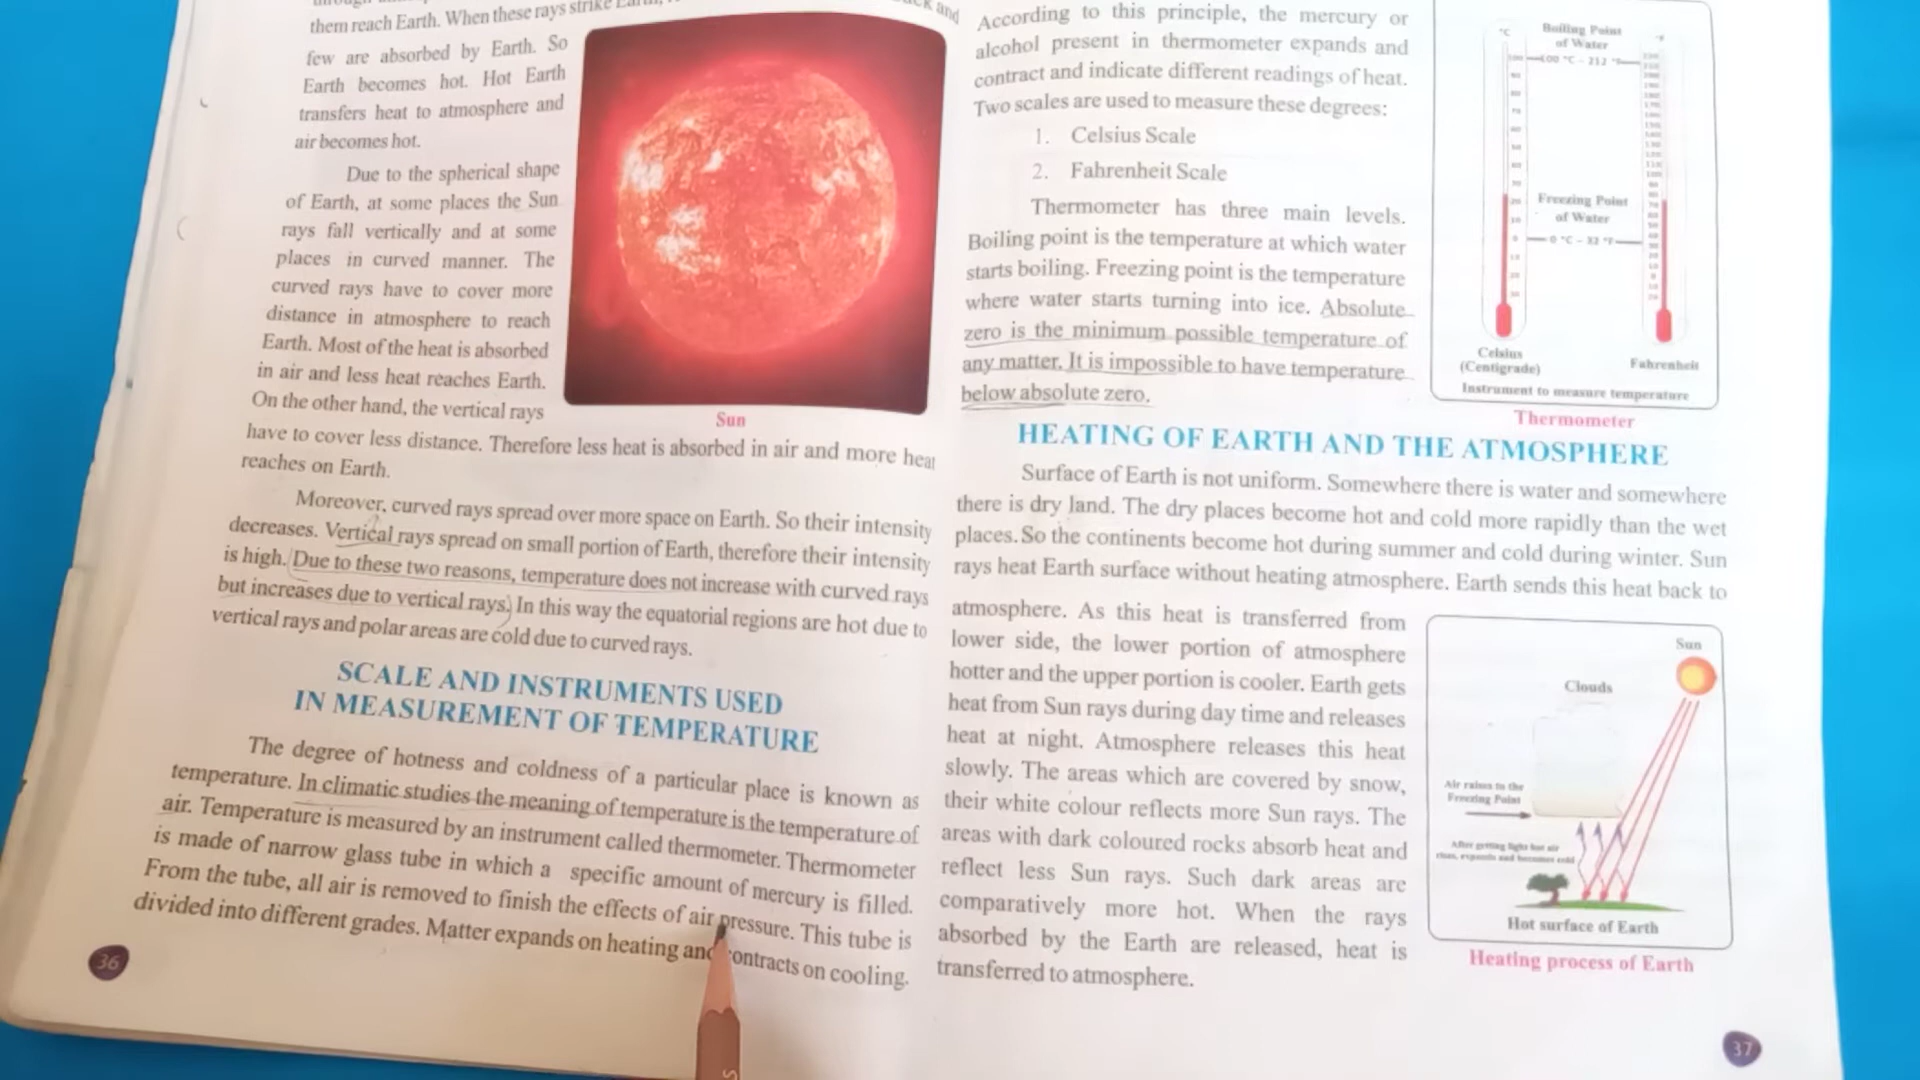 them reach Earth. When these rays strike
few are absorbed by Earth. So
Earth becomes hot. Hot Earth
transfers heat to atmosphere and
air becomes hot.
Due to the spherical shape
of Earth, at some places the Sun
rays fall vertically and at some
places in curved manner. The
curved rays have to cover more
distance in atmosphere to reach
Earth. Most of the heat is absorbed
in air and less heat reaches Earth.
On the other hand, the vertical rays
Sun
have to cover less distance. Therefore less heat is absorbed in air and more heat
reaches on Earth.
Moreover, curved rays spread over more space on Earth. So their intensity
decreases. Vertical rays spread on small portion of Earth, therefore their intensity
is high. Due to these two reasons, temperature does not increase with curved rays
but increases due to vertical rays. In this way the equatorial regions are hot due to
vertical rays and polar areas are cold due to curved rays.
SCALE AND INSTRUMENTS USED
IN MEASUREMENT OF TEMPERATURE
The degree of hotness and coldness of a particular place is known as
temperature. In climatic studies the meaning of temperature is the temperature of
air. Temperature is measured by an instrument called thermometer. Thermometer
is made of narrow glass tube in which a specific amount of mercury is filled.
From the tube, all air is removed to finish the effects of air pressure. This tube is
divided into different grades. Matter expands on heating and contracts on cooling.
36
According to this principle, the mercury or
alcohol present in thermometer expands and
contract and indicate different readings of heat.
Two scales are used to measure these degrees:
1. Celsius Scale
2. Fahrenheit Scale
Thermometer has three main levels.
Boiling point is the temperature at which water
starts boiling. Freezing point is the temperature
where water starts turning into ice. Absolute
zero is the minimum possible temperature of
any matter. It is impossible to have temperature
below absolute zero.
°C
Boiling Point
of Water
°F
100 °C - 212 °F
Freezing Point
of Water
0 °C - 32 °F
Celsius
(Centigrade)
Fahrenheit
Instrument to measure temperature
Thermometer
HEATING OF EARTH AND THE ATMOSPHERE
Surface of Earth is not uniform. Somewhere there is water and somewhere
there is dry land. The dry places become hot and cold more rapidly than the wet
places. So the continents become hot during summer and cold during winter. Sun
rays heat Earth surface without heating atmosphere. Earth sends this heat back to
atmosphere. As this heat is transferred from
lower side, the lower portion of atmosphere
hotter and the upper portion is cooler. Earth gets
heat from Sun rays during day time and releases
heat at night. Atmosphere releases this heat
slowly. The areas which are covered by snow,
their white colour reflects more Sun rays. The
areas with dark coloured rocks absorb heat and
reflect less Sun rays. Such dark areas are
comparatively more hot. When the rays
absorbed by the Earth are released, heat is
transferred to atmosphere.
Sun
Clouds
Air raises to the
Freezing Point
After getting light hot air
rises, expands and becomes cold
Hot surface of Earth
Heating process of Earth
37